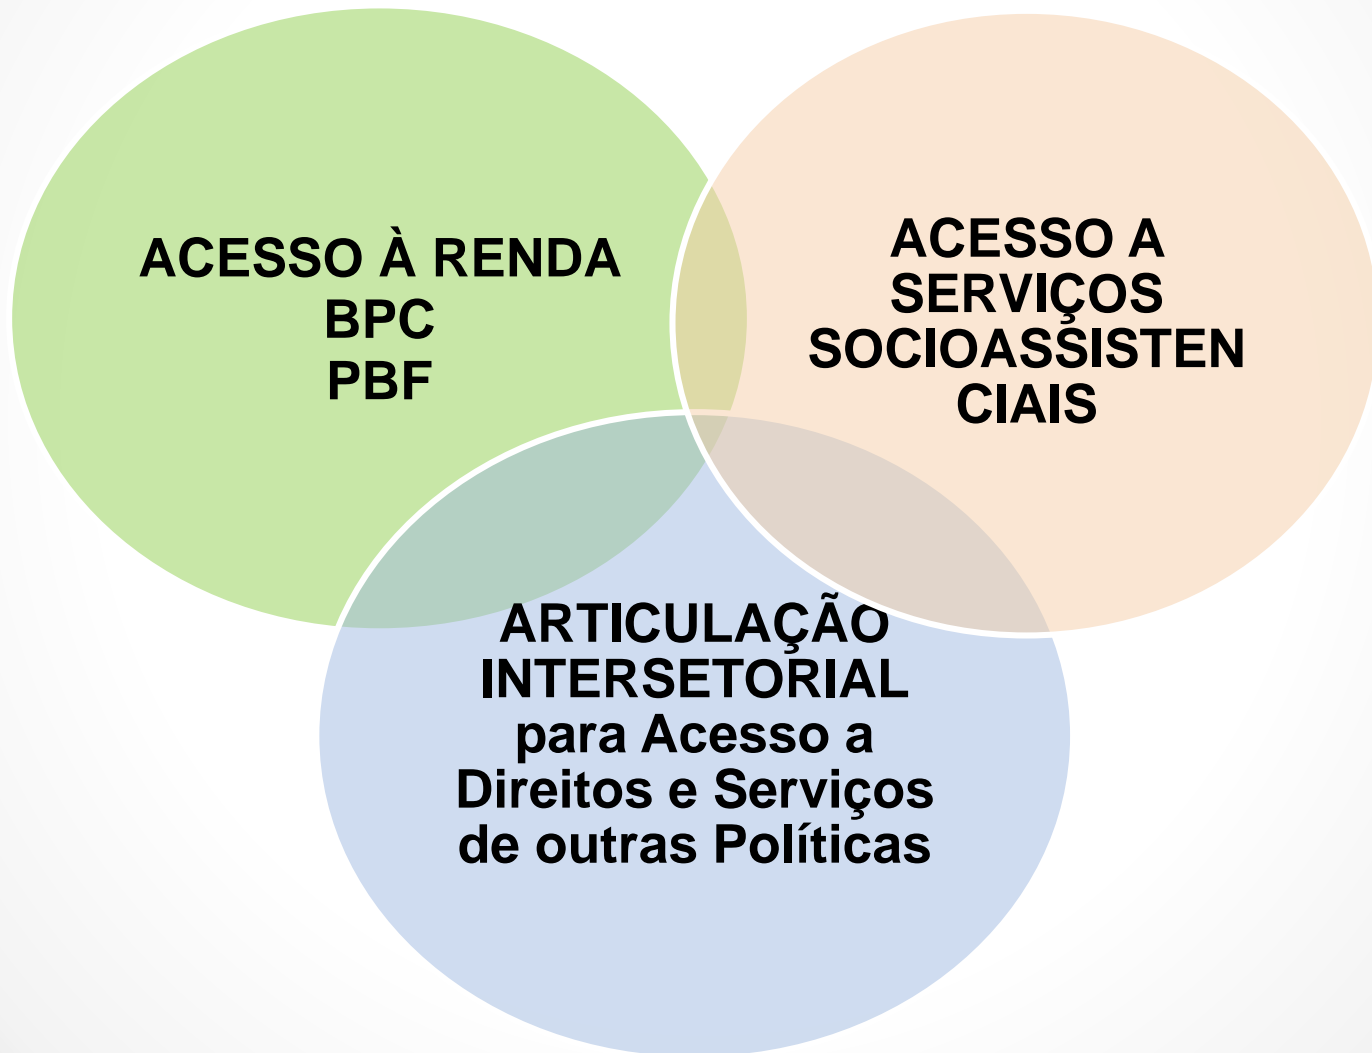 ACESSO À RENDA
BPC
PBF
ACESSO A
SERVIÇOS
SOCIOASSISTEN
CIAIS
ARTICULAÇÃO
INTERSETORIAL
para Acesso a
Direitos e Serviços
de outras Políticas